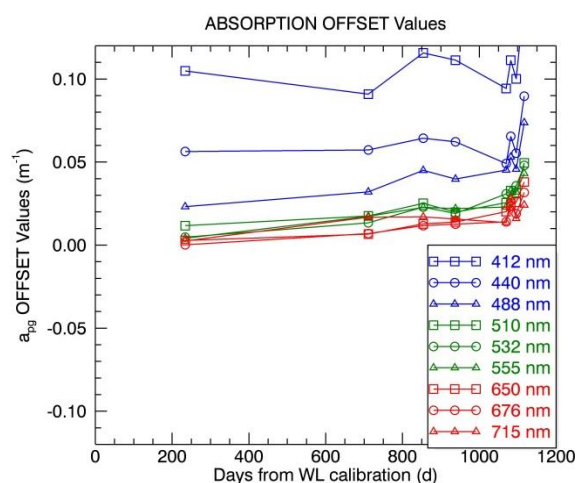 ABSORPTION OFFSET Values
a_pg OFFSET Values (m⁻¹)
0.10
0.05
0.00
-0.05
-0.10
412 nm
440 nm
488 nm
510 nm
532 nm
555 nm
650 nm
676 nm
715 nm
0 200 400 600 800 1000 1200
Days from WL calibration (d)